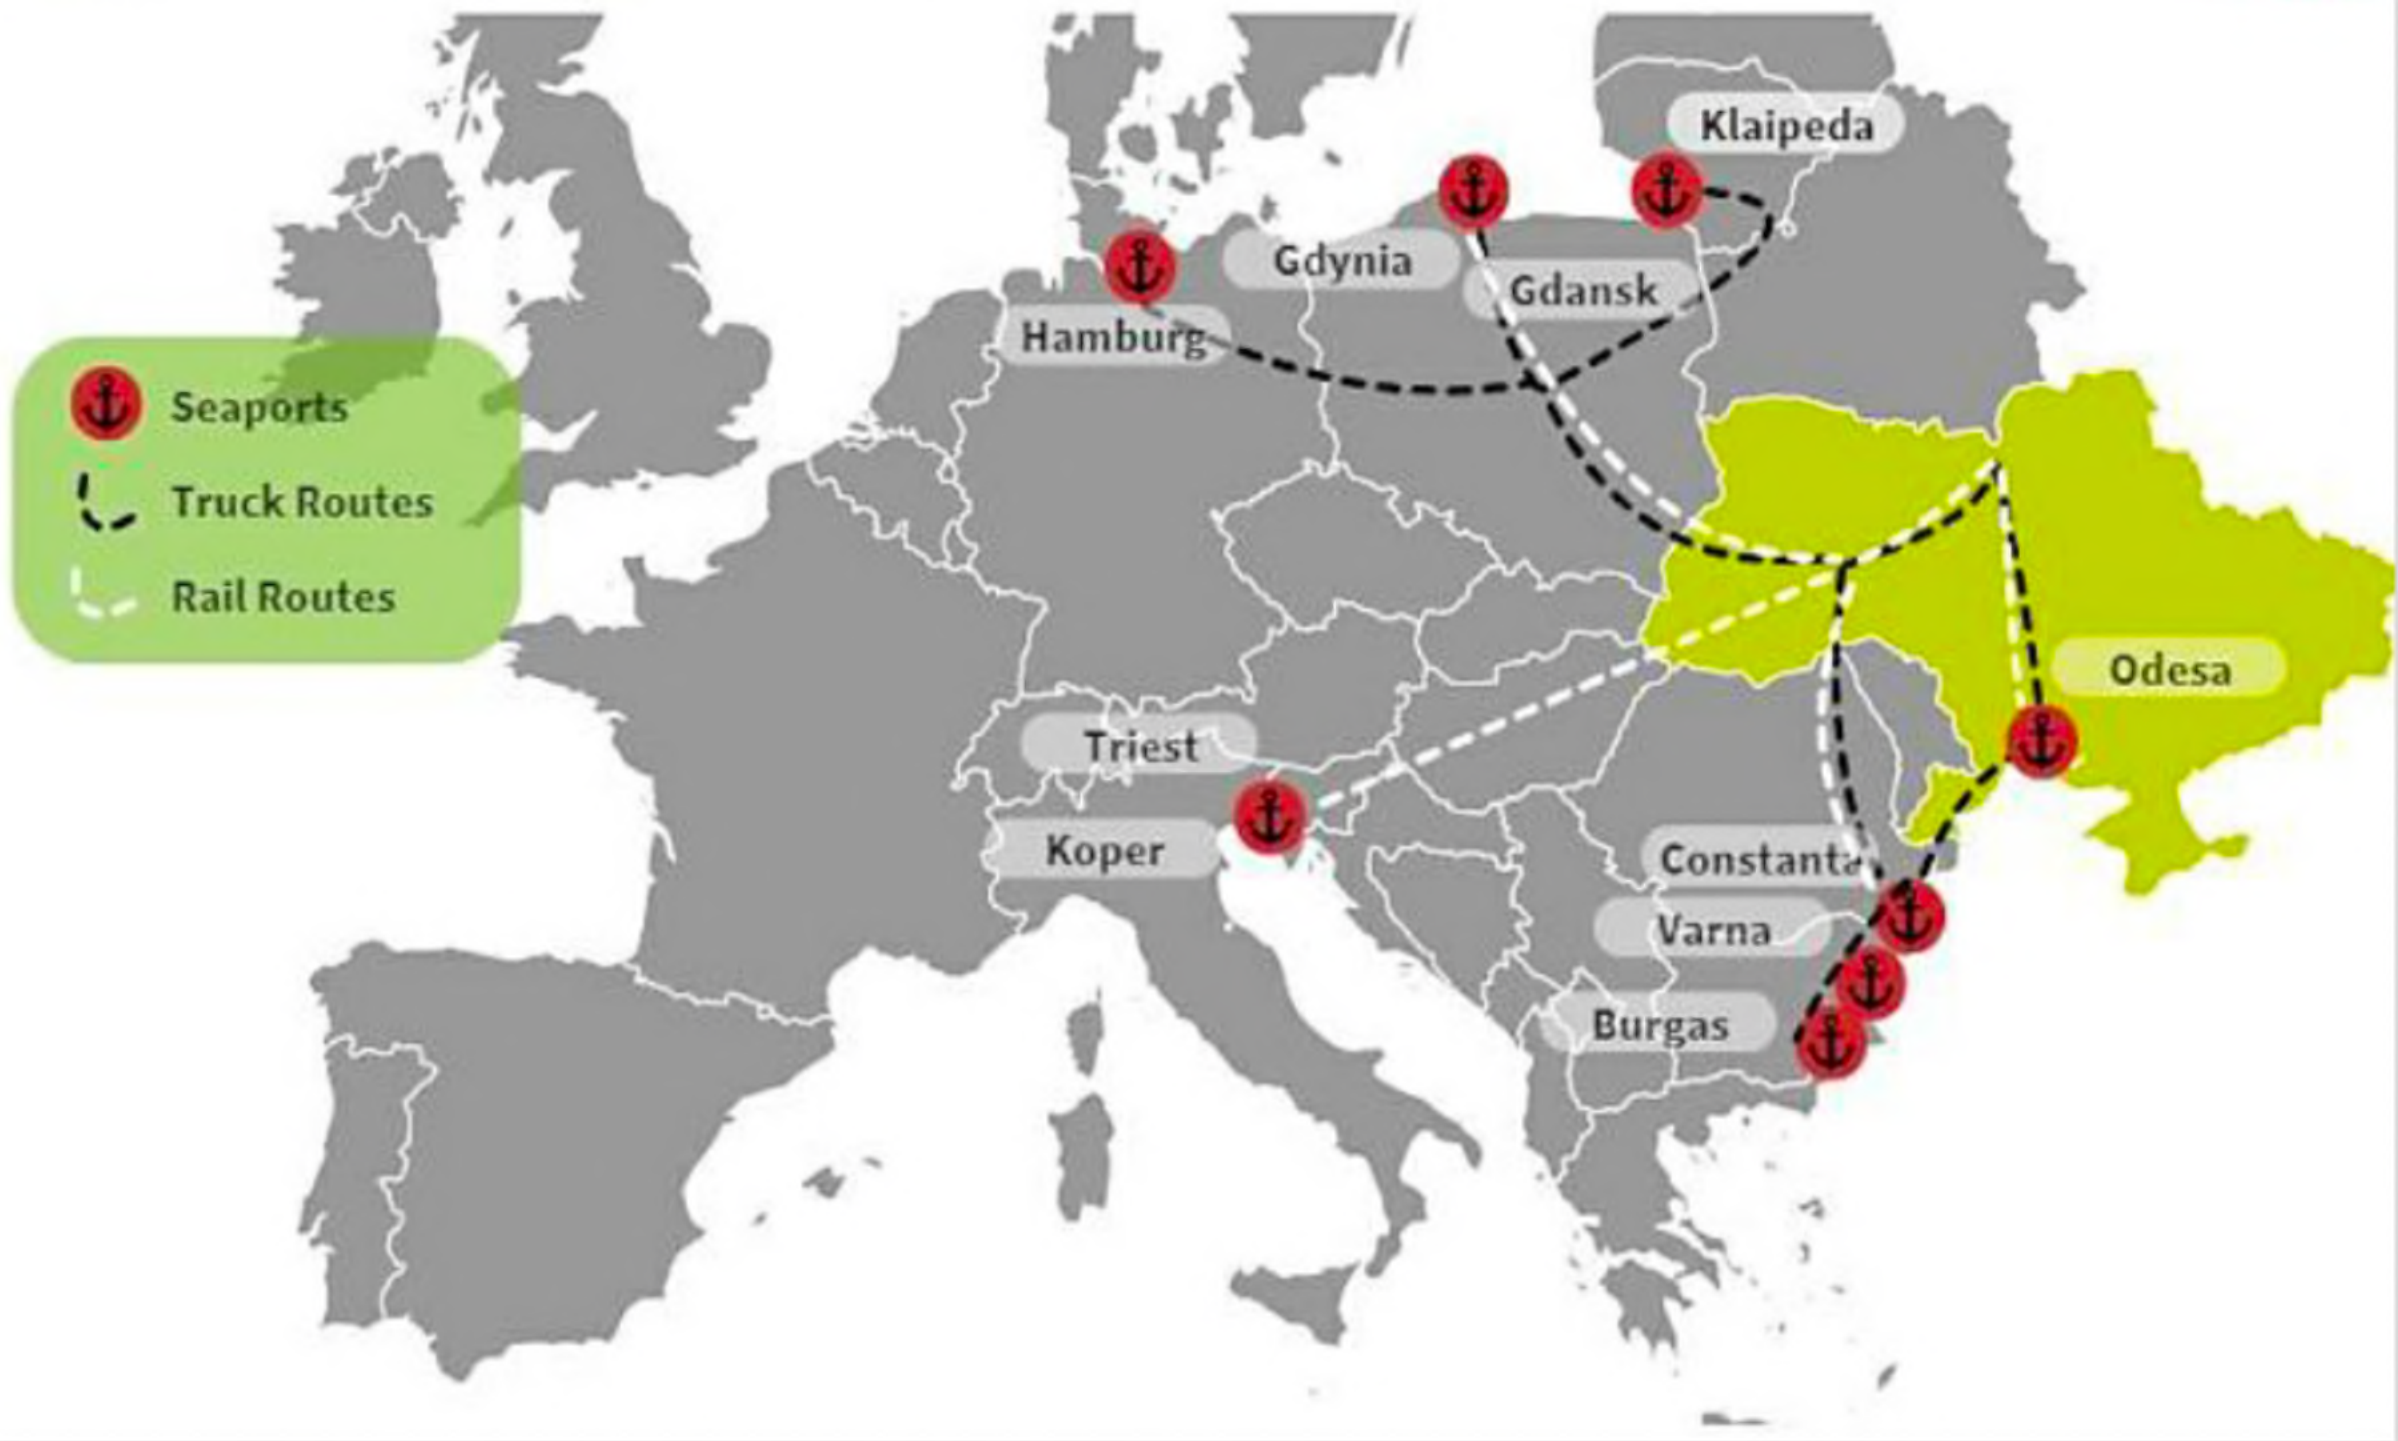 Klaipeda
Gdynia
Gdansk
Hamburg
Seaports
Truck Routes
Rail Routes
Odesa
Triest
Koper
Constanta
Varna
Burgas